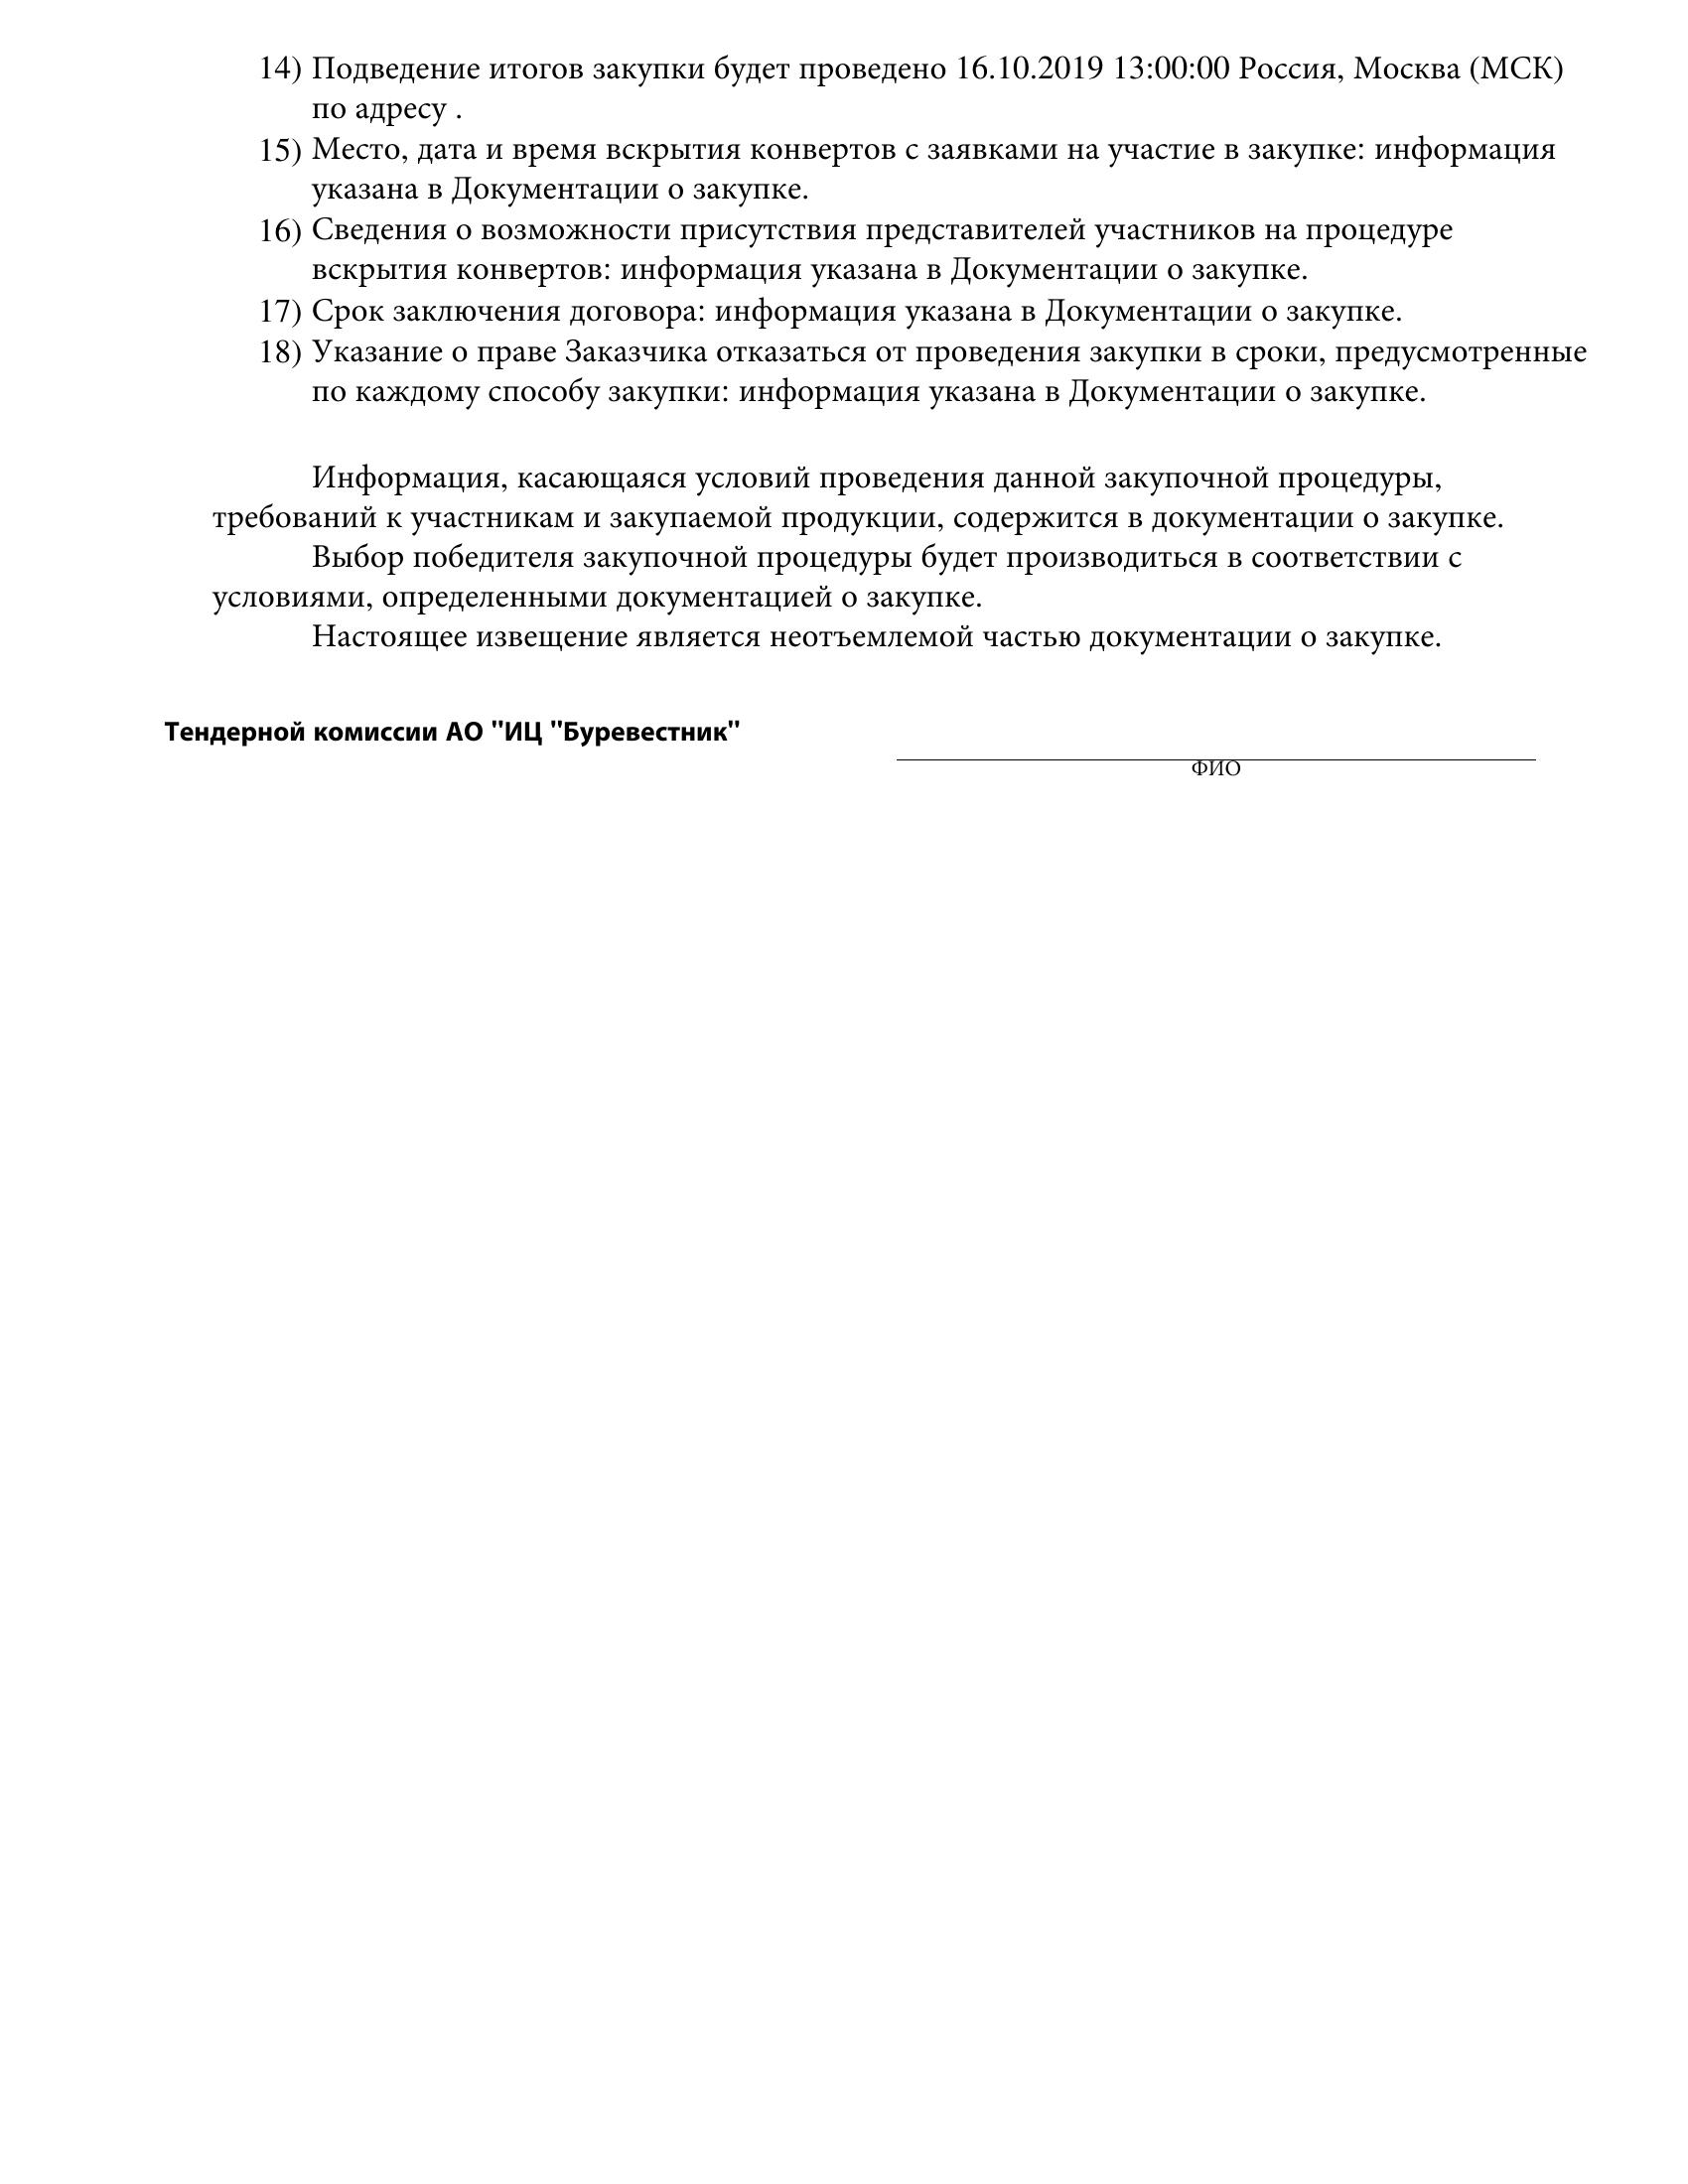 14) Подведение итогов закупки будет проведено 16.10.2019 13:00:00 Россия, Москва (МСК)
по адресу .
15) Место, дата и время вскрытия конвертов с заявками на участие в закупке: информация
указана в Документации о закупке.
16) Сведения о возможности присутствия представителей участников на процедуре
вскрытия конвертов: информация указана в Документации о закупке.
17) Срок заключения договора: информация указана в Документации о закупке.
18) Указание о праве Заказчика отказаться от проведения закупки в сроки, предусмотренные
по каждому способу закупки: информация указана в Документации о закупке.
Информация, касающаяся условий проведения данной закупочной процедуры,
требований к участникам и закупаемой продукции, содержится в документации о закупке.
Выбор победителя закупочной процедуры будет производиться в соответствии с
условиями, определенными документацией о закупке.
Настоящее извещение является неотъемлемой частью документации о закупке.
Тендерной комиссии АО "ИЦ "Буревестник"
ФИО